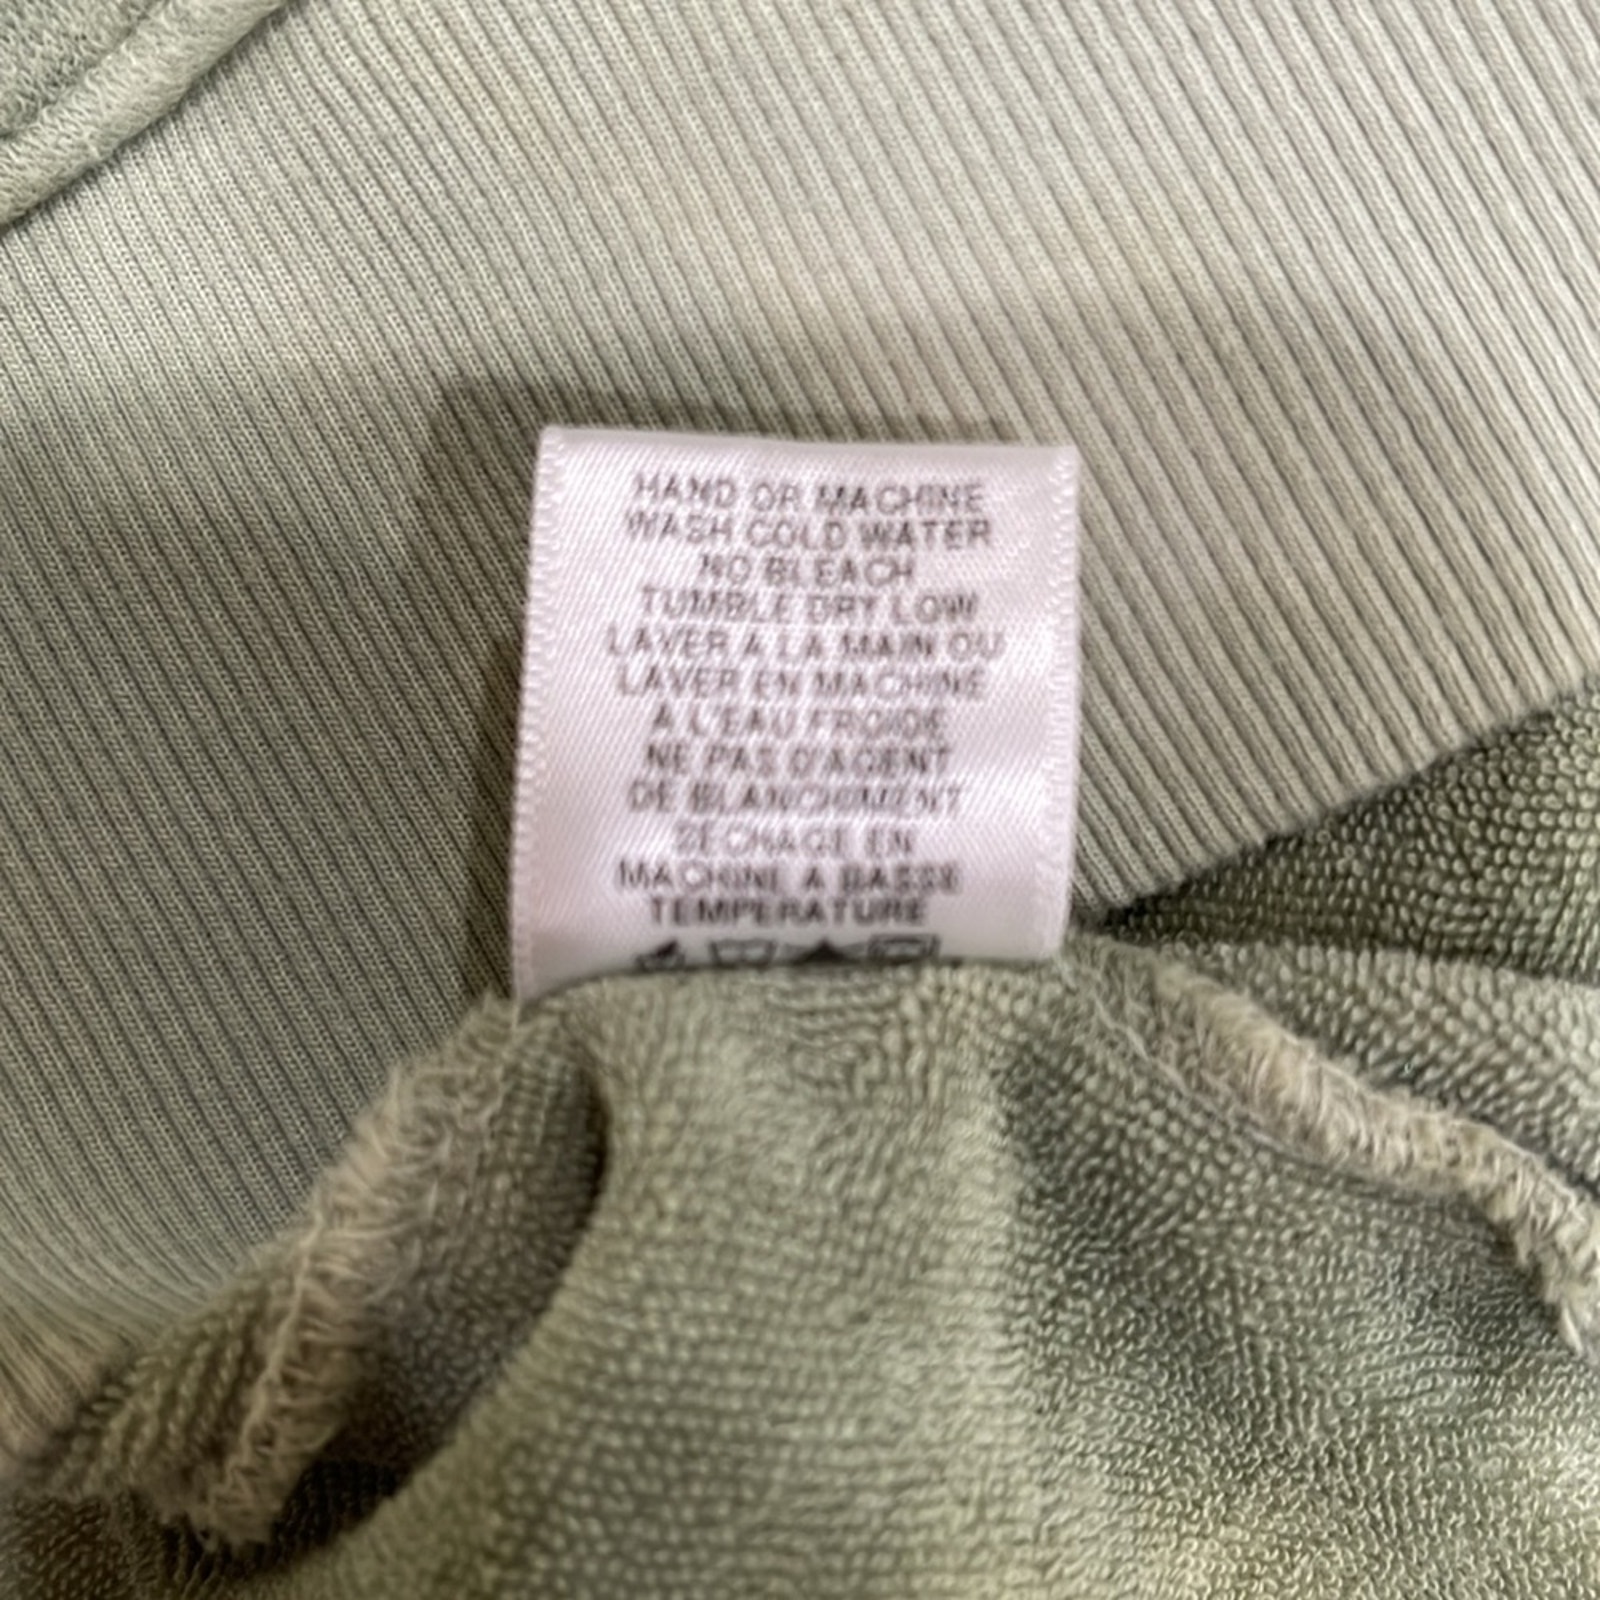 HAND OR MACHINE
WASH COLD WATER
NO BLEACH
TUMBLE DRY LOW
LAVER A LA MAIN OU
LAVER EN MACHINE
A L'EAU FROIDE
NE PAS D'AGENT
DE BLANCHIMENT
SECHAGE EN
MACHINE A BASSE
TEMPERATURE